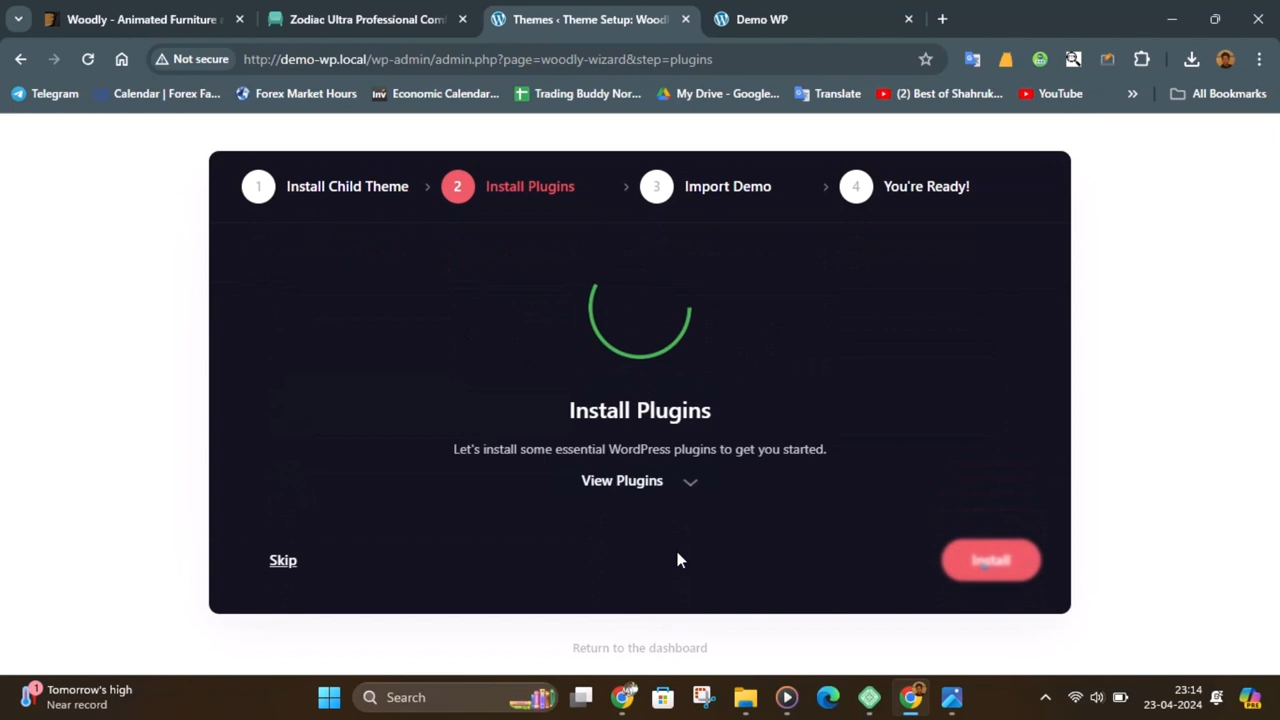 Woodly - Animated Furniture
Zodiac Ultra Professional Com
Themes ‹ Theme Setup: Woodl
Demo WP
Not secure
http://demo-wp.local/wp-admin/admin.php?page=woodly-wizard&step=plugins
Telegram
Calendar | Forex Fa...
Forex Market Hours
Economic Calendar...
Trading Buddy Nor...
My Drive - Google...
Translate
(2) Best of Shahruk...
YouTube
All Bookmarks
1 Install Child Theme
2 Install Plugins
3 Import Demo
4 You're Ready!
Install Plugins
Let's install some essential WordPress plugins to get you started.
View Plugins
Skip
Install
Return to the dashboard
1
Tomorrow's high
Near record
Search
23:14
23-04-2024
PRE